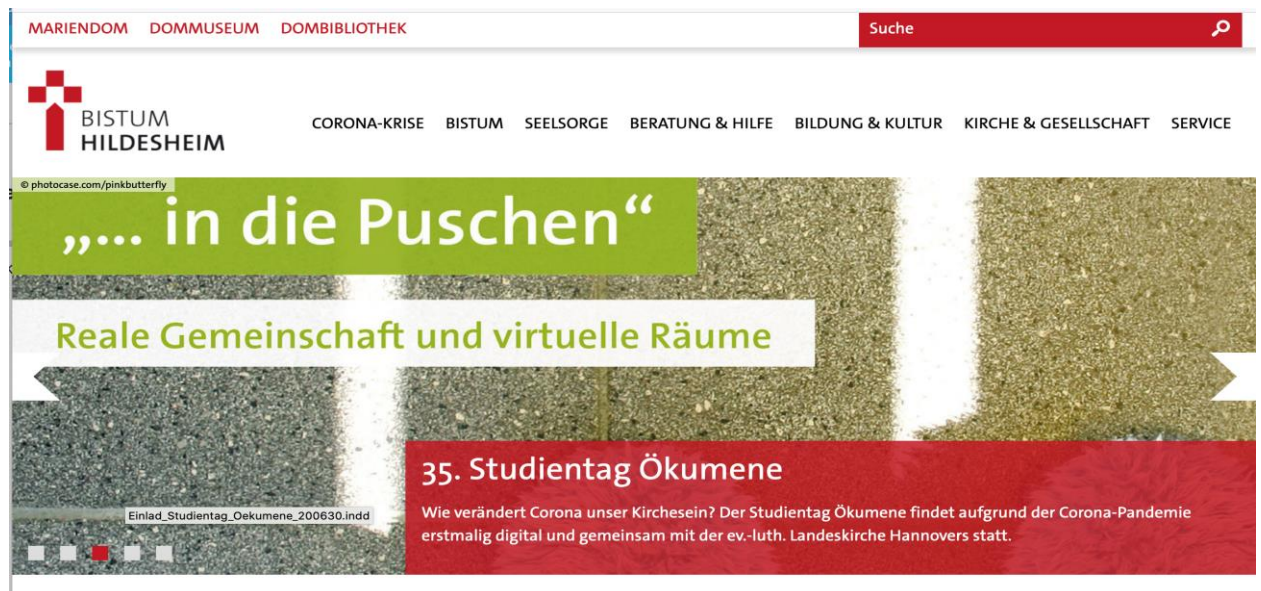 MARIENDOM DOMMUSEUM DOMBIBLIOTHEK Suche
BISTUM
HILDESHEIM
CORONA-KRISE BISTUM SEELSORGE BERATUNG & HILFE BILDUNG & KULTUR KIRCHE & GESELLSCHAFT SERVICE
© photocase.com/pinkbutterfly
„... in die Puschen“
Reale Gemeinschaft und virtuelle Räume
35. Studientag Ökumene
Wie verändert Corona unser Kirchesein? Der Studientag Ökumene findet aufgrund der Corona-Pandemie
erstmalig digital und gemeinsam mit der ev.-luth. Landeskirche Hannovers statt.
Einlad_Studientag_Oekumene_200630.indd